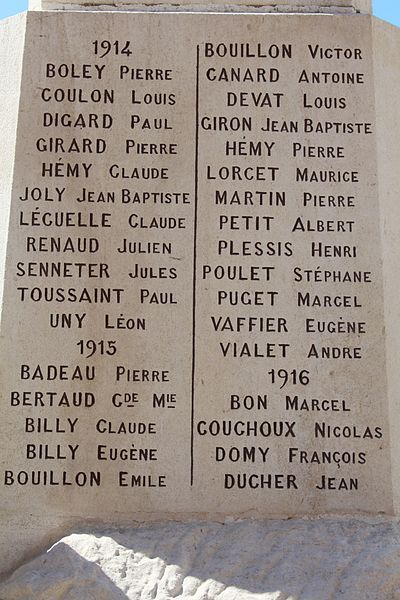 1914
BOLEY PIERRE
COULON LOUIS
DIGARD PAUL
GIRARD PIERRE
HÉMY CLAUDE
JOLY JEAN BAPTISTE
LÉGUELLE CLAUDE
RENAUD JULIEN
SENNETER JULES
TOUSSAINT PAUL
UNY LÉON
1915
BADEAU PIERRE
BERTAUD GDE MIE
BILLY CLAUDE
BILLY EUGÈNE
BOUILLON EMILE
BOUILLON VICTOR
CANARD ANTOINE
DEVAT LOUIS
GIRON JEAN BAPTISTE
HÉMY PIERRE
LORCET MAURICE
MARTIN PIERRE
PETIT ALBERT
PLESSIS HENRI
POULET STÉPHANE
PUGET MARCEL
VAFFIER EUGÈNE
VIALET ANDRE
1916
BON MARCEL
COUCHOUX NICOLAS
DOMY FRANÇOIS
DUCHER JEAN